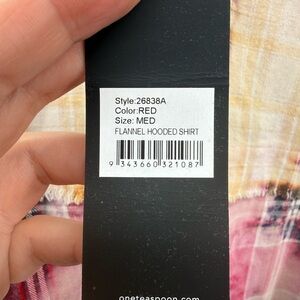 Style:26838A
Color:RED
Size: MED
FLANNEL HOODED SHIRT
9 343660 321087
oneteaspoon.com